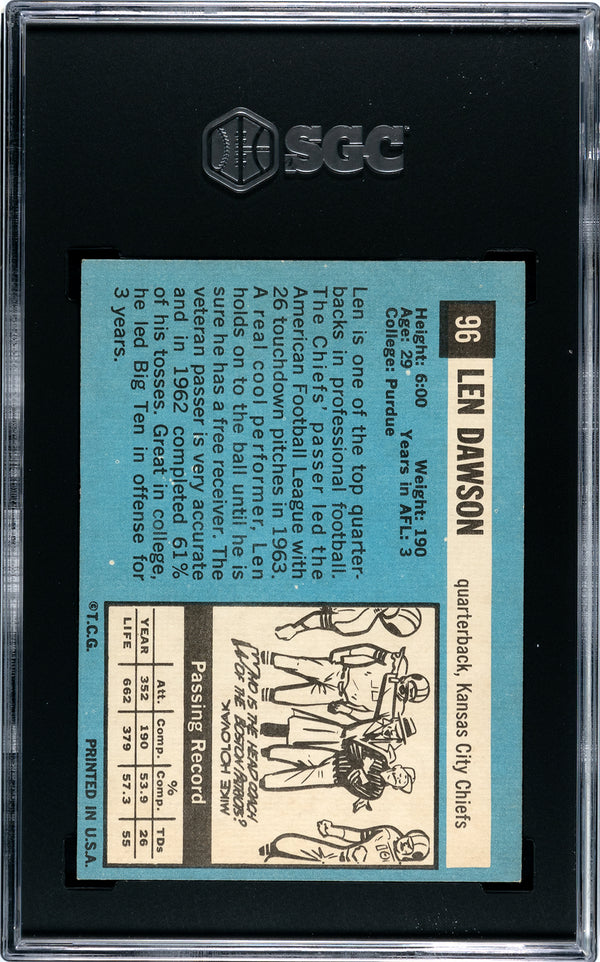 SGC
96 LEN DAWSON quarterback, Kansas City Chiefs
Height: 6:00 Weight: 190
Age: 29 Years in AFL: 3
College: Purdue
Len is one of the top quarter-
backs in professional football.
The Chiefs' passer led the
American Football League with
26 touchdown pitches in 1963.
A real cool performer, Len
holds on to the ball until he is
sure he has a free receiver. The
veteran passer is very accurate
and in 1962 completed 61%
of his tosses. Great in college,
he led Big Ten in offense for
3 years.
WHO IS THE HEAD COACH
OF THE BOSTON PATRIOTS?
MIKE HOLOVAK
Passing Record
%
Att. Comp. Comp. TDs
YEAR 352 190 53.9 26
LIFE 662 379 57.3 55
©T.C.G. PRINTED IN U.S.A.